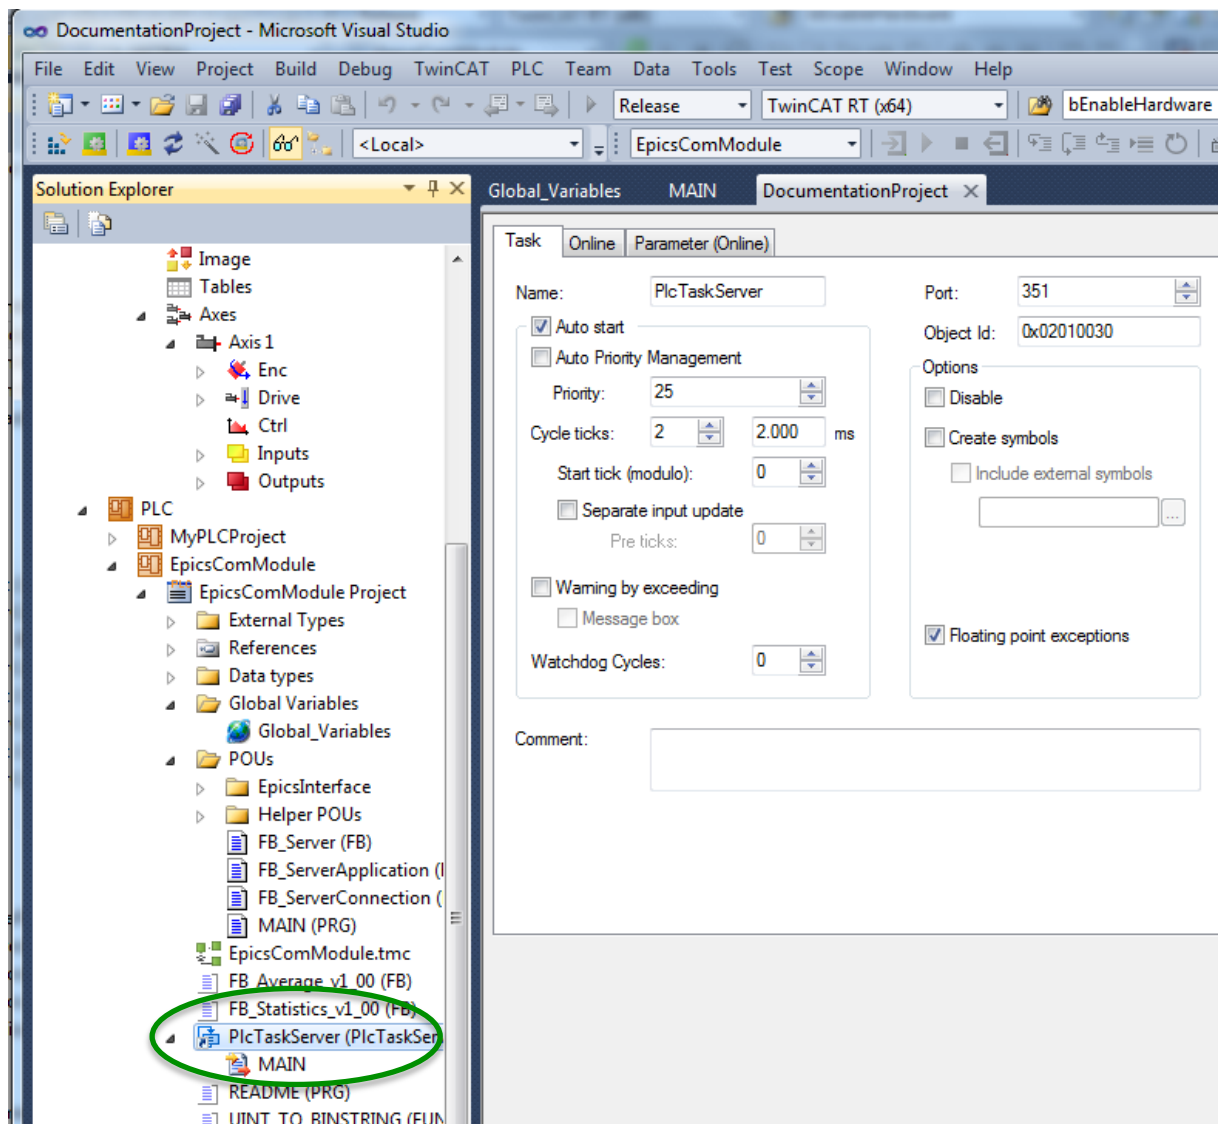 DocumentationProject - Microsoft Visual Studio
File Edit View Project Build Debug TwinCAT PLC Team Data Tools Test Scope Window Help
Release TwinCAT RT (x64) bEnableHardware
<Local> EpicsComModule
Solution Explorer
Global_Variables MAIN DocumentationProject
Image
Tables
Axes
Axis 1
Enc
Drive
Ctrl
Inputs
Outputs
PLC
MyPLCProject
EpicsComModule
EpicsComModule Project
External Types
References
Data types
Global Variables
Global_Variables
POUs
EpicsInterface
Helper POUs
FB_Server (FB)
FB_ServerApplication (
FB_ServerConnection (
MAIN (PRG)
EpicsComModule.tmc
FB_Average_v1_00 (FB)
FB_Statistics_v1_00 (FB)
PlcTaskServer (PlcTaskSer
MAIN
README (PRG)
UINT_TO_BINSTRING (FUN
Task Online Parameter (Online)
Name: PlcTaskServer
Auto start
Auto Priority Management
Priority: 25
Cycle ticks: 2 2.000 ms
Start tick (modulo): 0
Separate input update
Pre ticks: 0
Warning by exceeding
Message box
Watchdog Cycles: 0
Port: 351
Object Id: 0x02010030
Options
Disable
Create symbols
Include external symbols
...
Floating point exceptions
Comment: